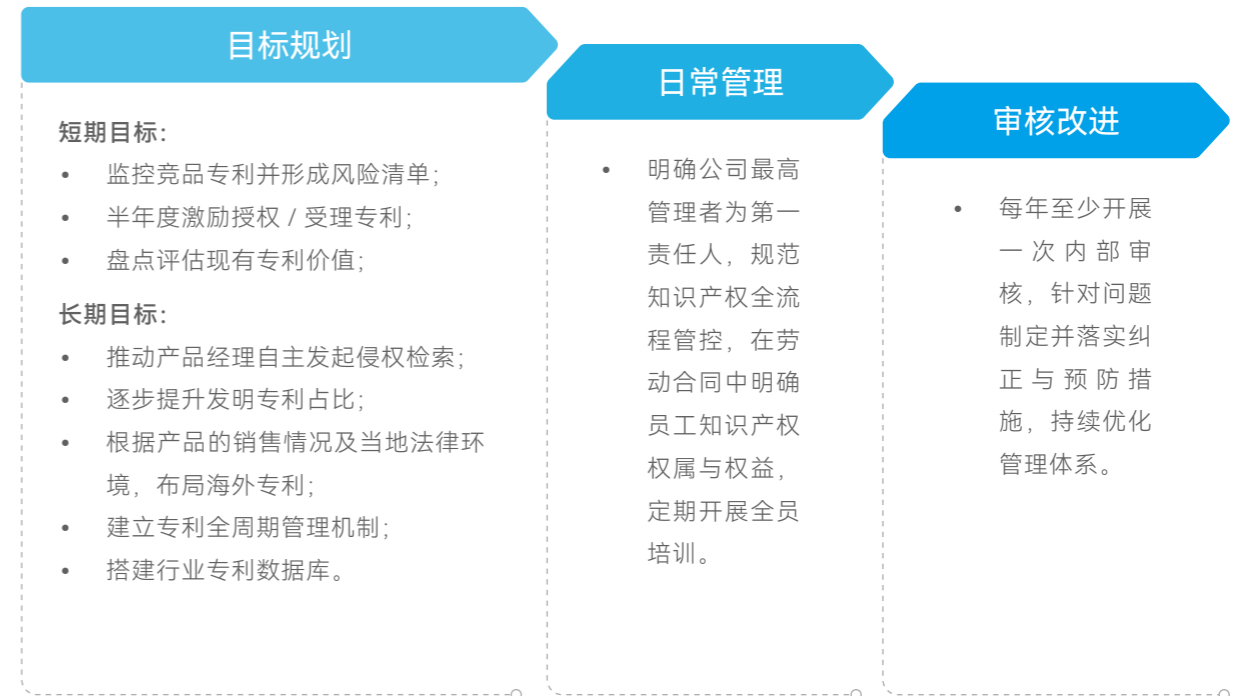 目标规划
短期目标：
• 监控竞品专利并形成风险清单；
• 半年度激励授权 / 受理专利；
• 盘点评估现有专利价值；
长期目标：
• 推动产品经理自主发起侵权检索；
• 逐步提升发明专利占比；
• 根据产品的销售情况及当地法律环
境，布局海外专利；
• 建立专利全周期管理机制；
• 搭建行业专利数据库。
日常管理
• 明确公司最高
管理者为第一
责任人，规范
知识产权全流
程管控，在劳
动合同中明确
员工知识产权
权属与权益，
定期开展全员
培训。
审核改进
• 每年至少开展
一次内部审
核，针对问题
制定并落实纠
正与预防措
施，持续优化
管理体系。